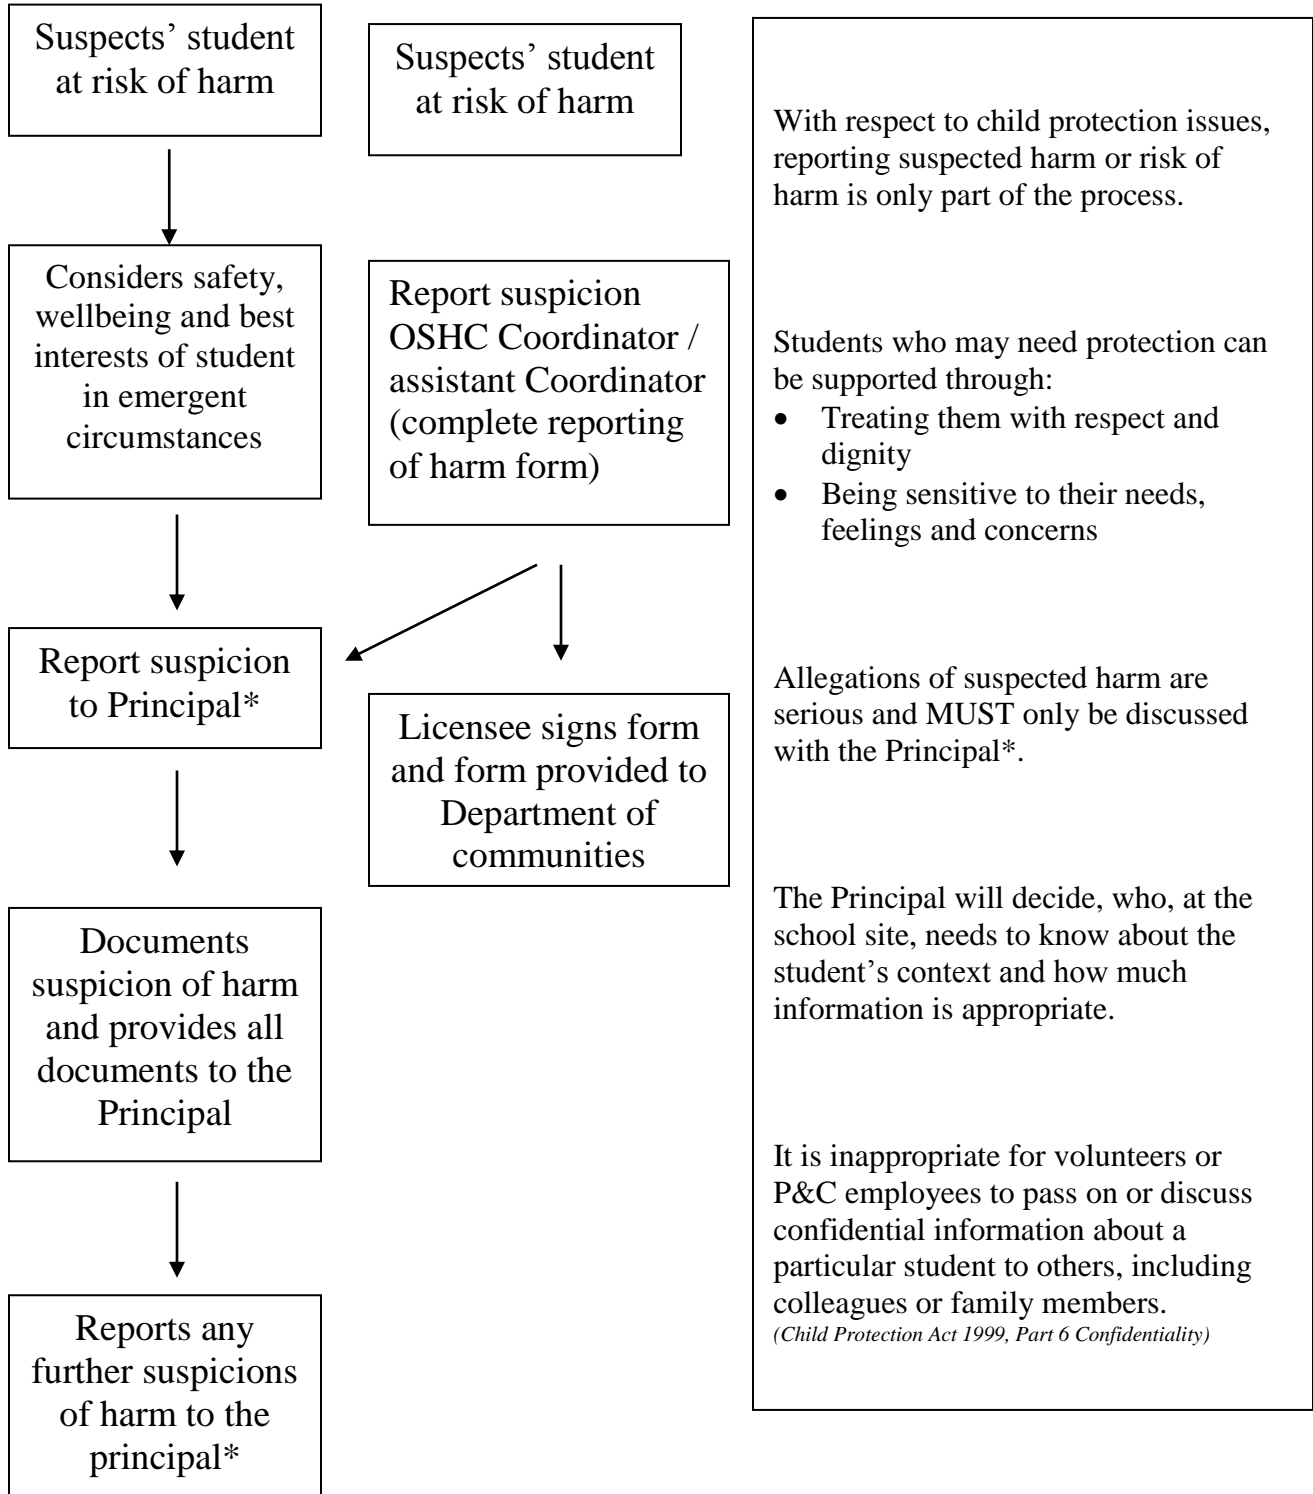 Suspects’ student
at risk of harm
Considers safety,
wellbeing and best
interests of student
in emergent
circumstances
Report suspicion
to Principal*
Documents
suspicion of harm
and provides all
documents to the
Principal
Reports any
further suspicions
of harm to the
principal*
Suspects’ student
at risk of harm
Report suspicion
OSHC Coordinator /
assistant Coordinator
(complete reporting
of harm form)
Licensee signs form
and form provided to
Department of
communities
With respect to child protection issues,
reporting suspected harm or risk of
harm is only part of the process.
Students who may need protection can
be supported through:
• Treating them with respect and
dignity
• Being sensitive to their needs,
feelings and concerns
Allegations of suspected harm are
serious and MUST only be discussed
with the Principal*.
The Principal will decide, who, at the
school site, needs to know about the
student’s context and how much
information is appropriate.
It is inappropriate for volunteers or
P&C employees to pass on or discuss
confidential information about a
particular student to others, including
colleagues or family members.
(Child Protection Act 1999, Part 6 Confidentiality)